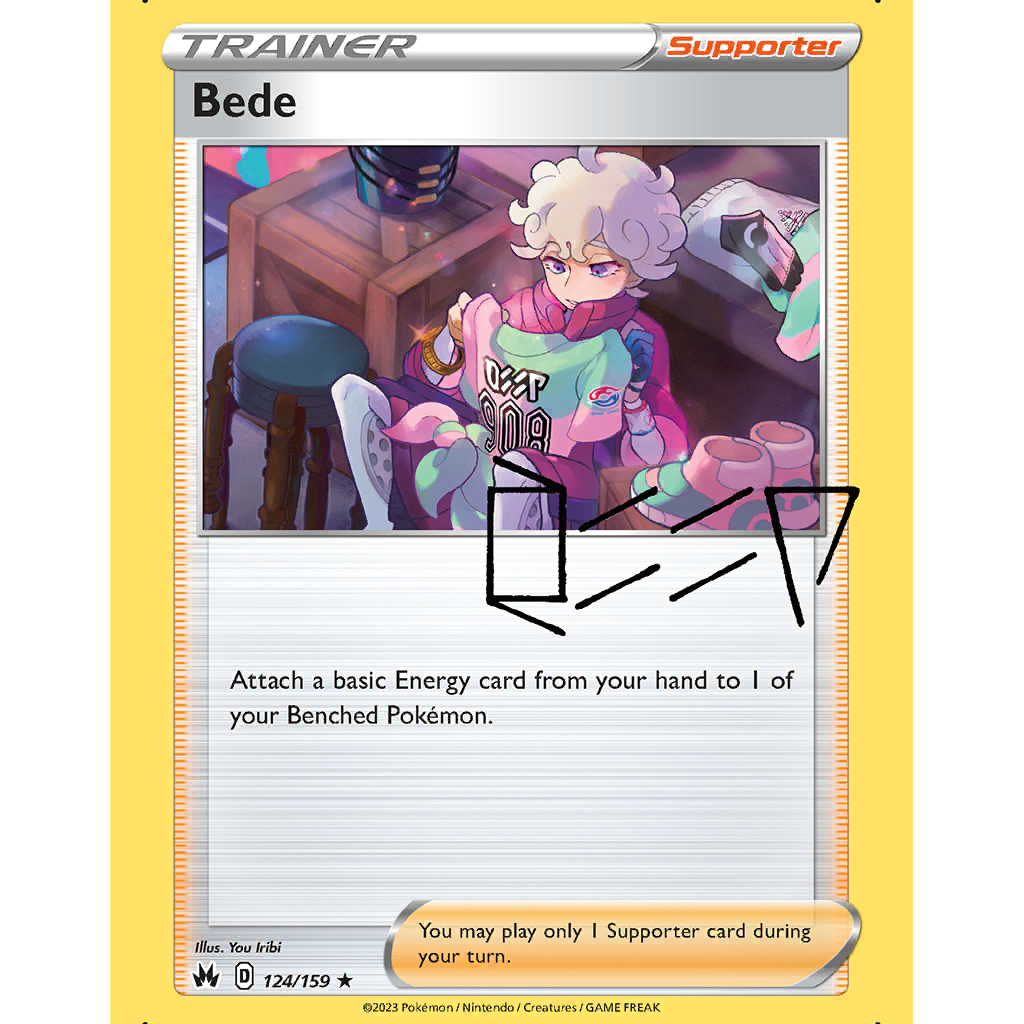 TRAINER Supporter
Bede
908
Attach a basic Energy card from your hand to 1 of
your Benched Pokémon.
You may play only 1 Supporter card during
your turn.
Illus. You Iribi
D 124/159 ★
©2023 Pokémon / Nintendo / Creatures / GAME FREAK